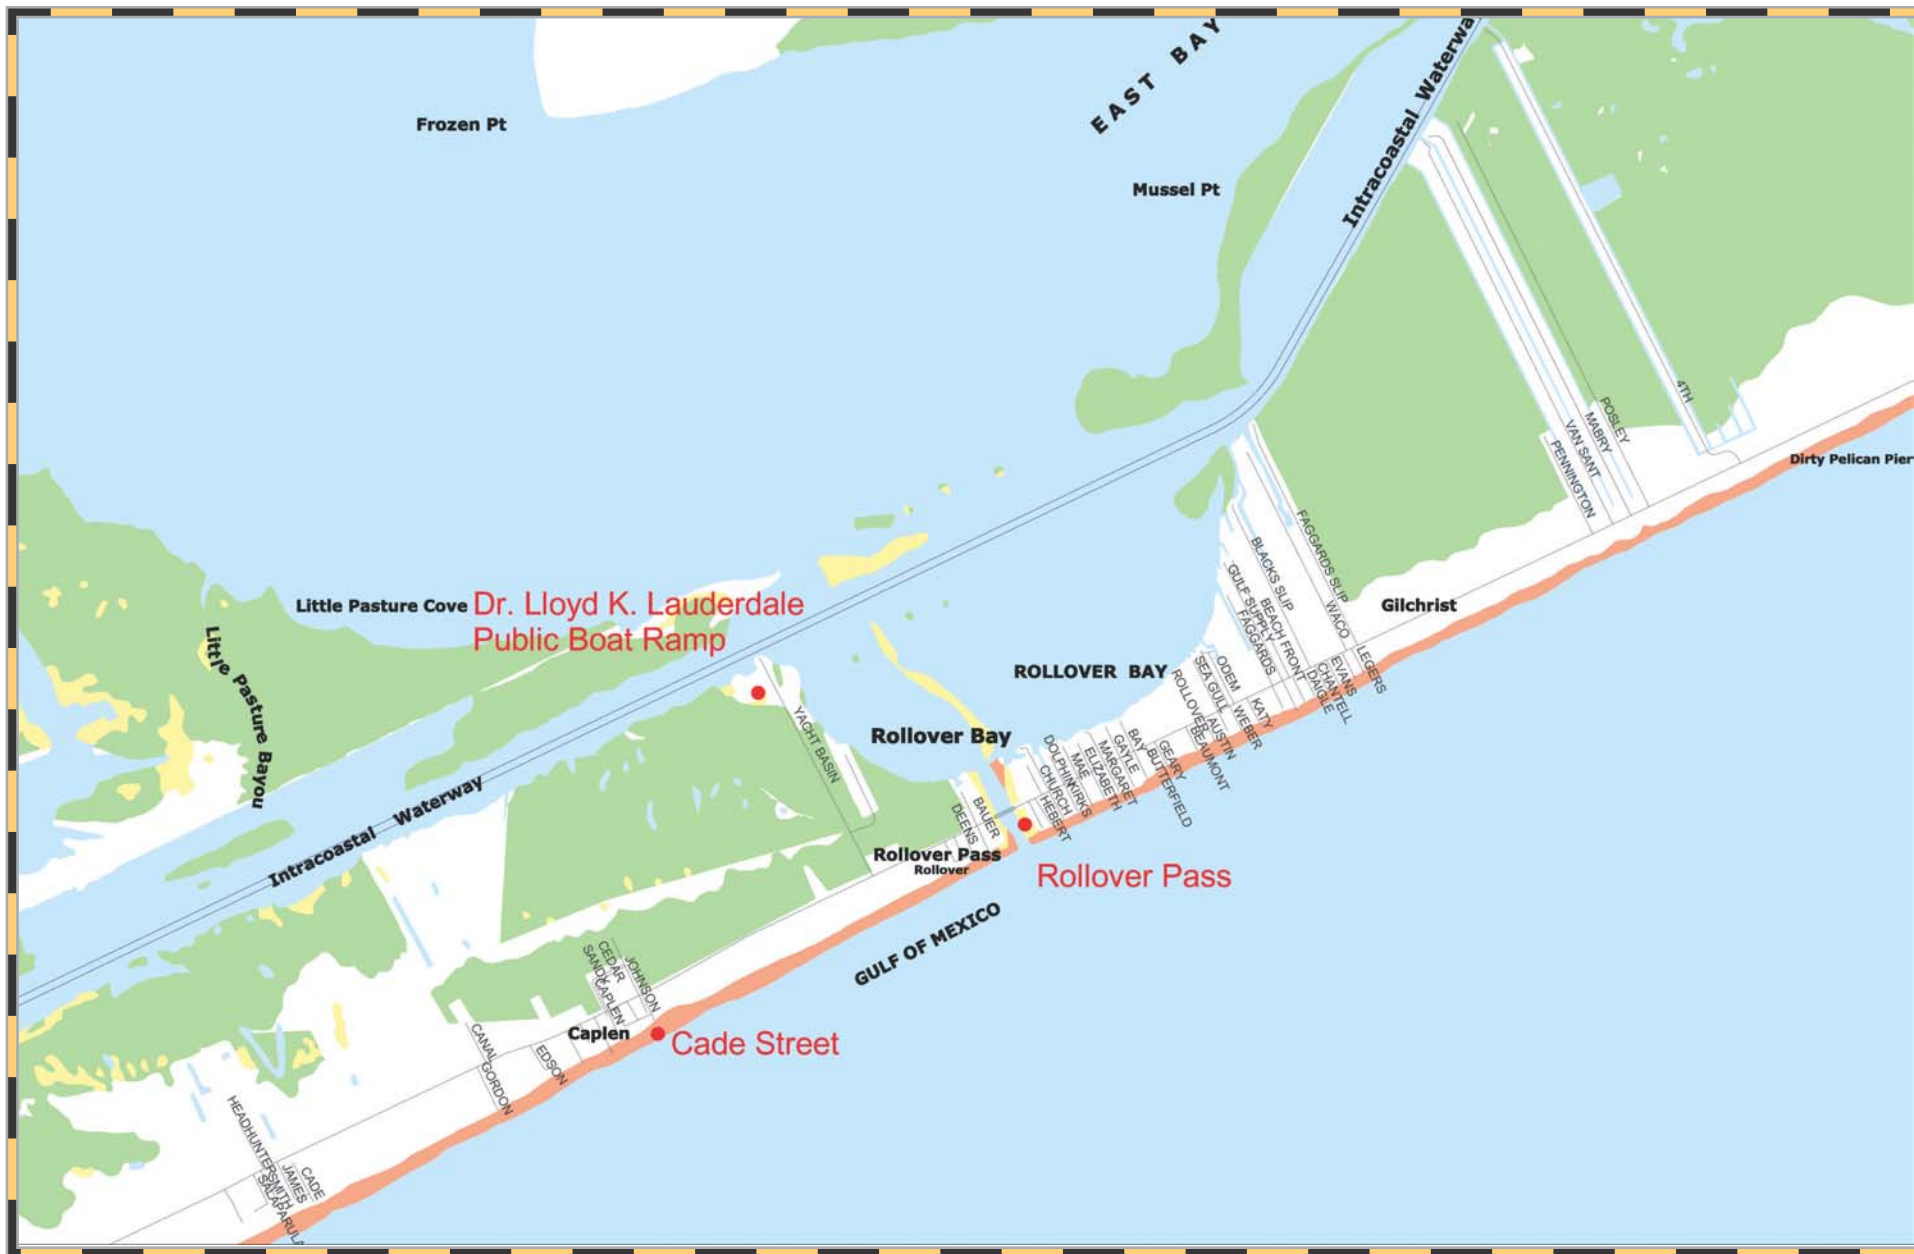 EAST BAY
Intracoastal Waterwa
Frozen Pt
Mussel Pt
4TH
POSLEY
MABRY
VAN SANT
PENNINGTON
Dirty Pelican Pier
FAGGARDS SLIP
BLACKS SLIP
BEACH FRONT
GULF SUPPLY
FAGGARDS
WACO
Gilchrist
LEGERS
EVANS
CHANTELL
DAIGLE
Little Pasture Cove
Dr. Lloyd K. Lauderdale
Public Boat Ramp
Little Pasture Bayou
ROLLOVER BAY
ODEM
SEA GULL
ROLLOVER
KATY
WEBER
AUSTIN
BEAUMONT
YACHT BASIN
Rollover Bay
BAY
GAYLE
MARGARET
ELIZABETH
MAE
KIRKS
DOLPHIN
CHURCH
HEBERT
GEARY
BUTTERFIELD
BAUER
DEENS
Intracoastal Waterway
Rollover Pass
Rollover
Rollover Pass
GULF OF MEXICO
JOHNSON
CEDAR
SANDY
CAPLEN
Caplen
Cade Street
CANAL
GORDON
EDSON
HEADHUNTER
SMITH
JAMES
CADE